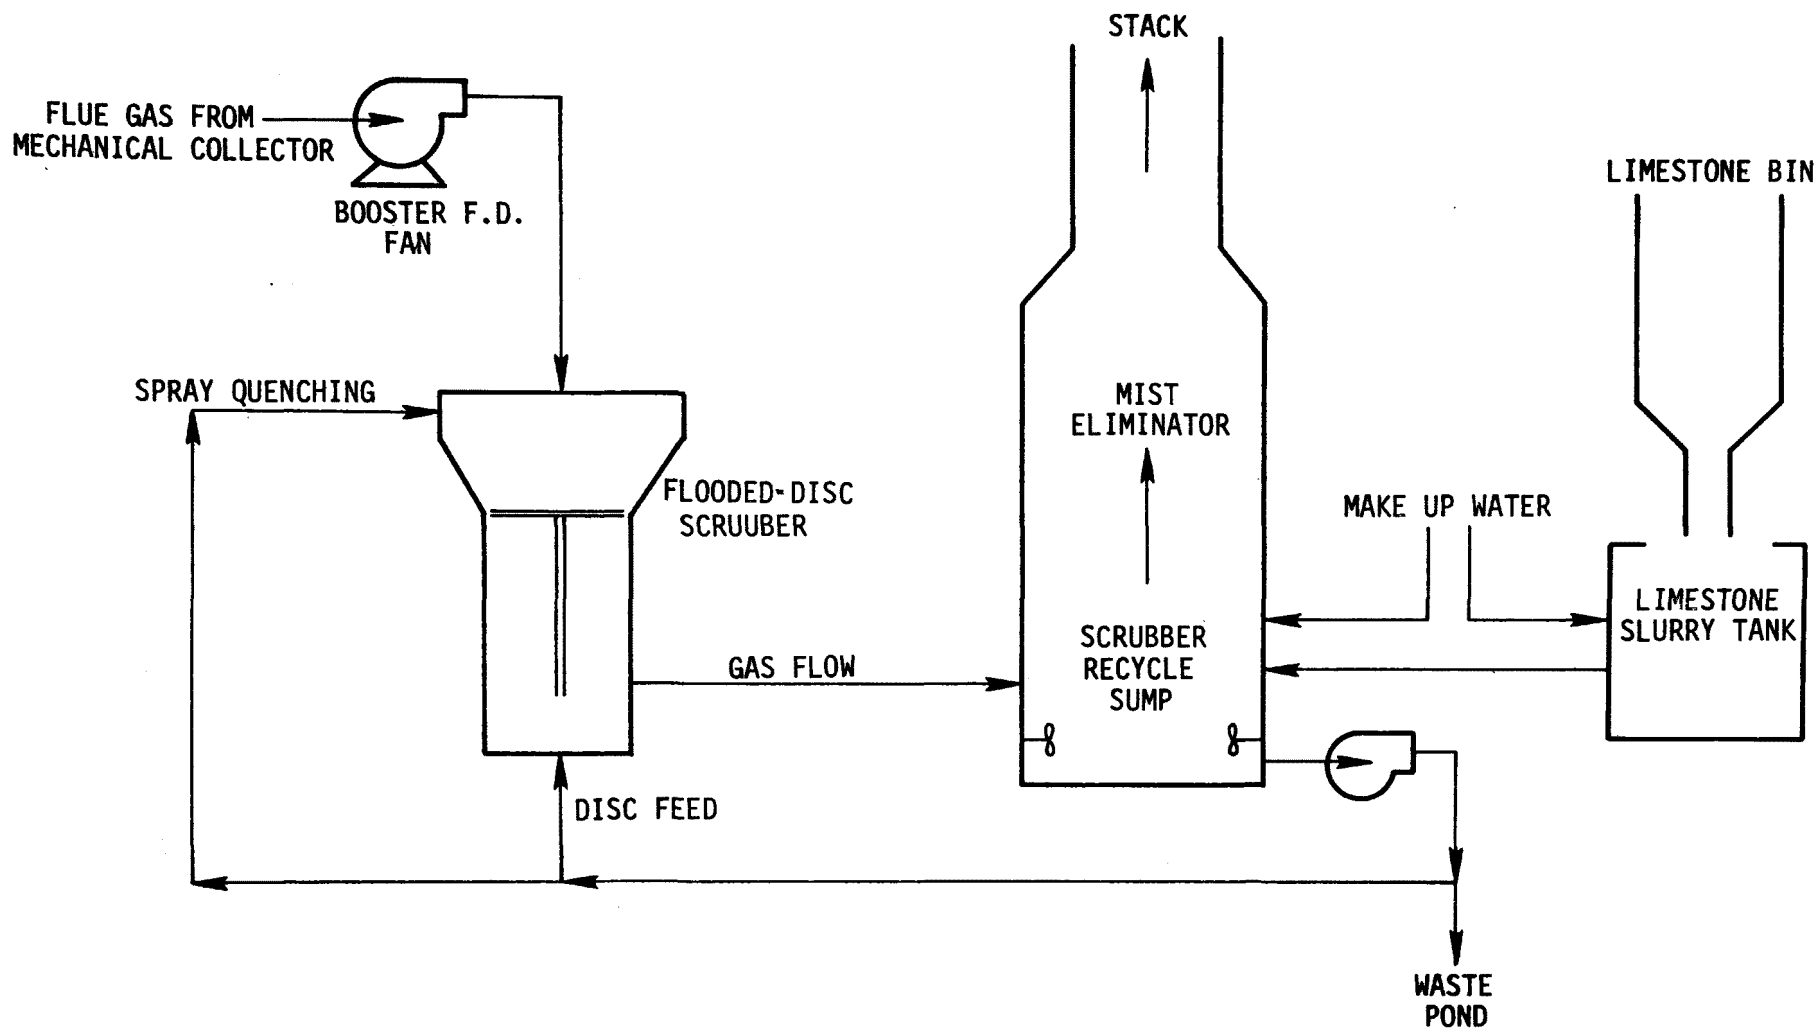 STACK
FLUE GAS FROM
MECHANICAL COLLECTOR
BOOSTER F.D.
FAN
LIMESTONE BIN
SPRAY QUENCHING
MIST
ELIMINATOR
FLOODED-DISC
SCRUUBER
MAKE UP WATER
LIMESTONE
SLURRY TANK
SCRUBBER
RECYCLE
SUMP
GAS FLOW
DISC FEED
WASTE
POND